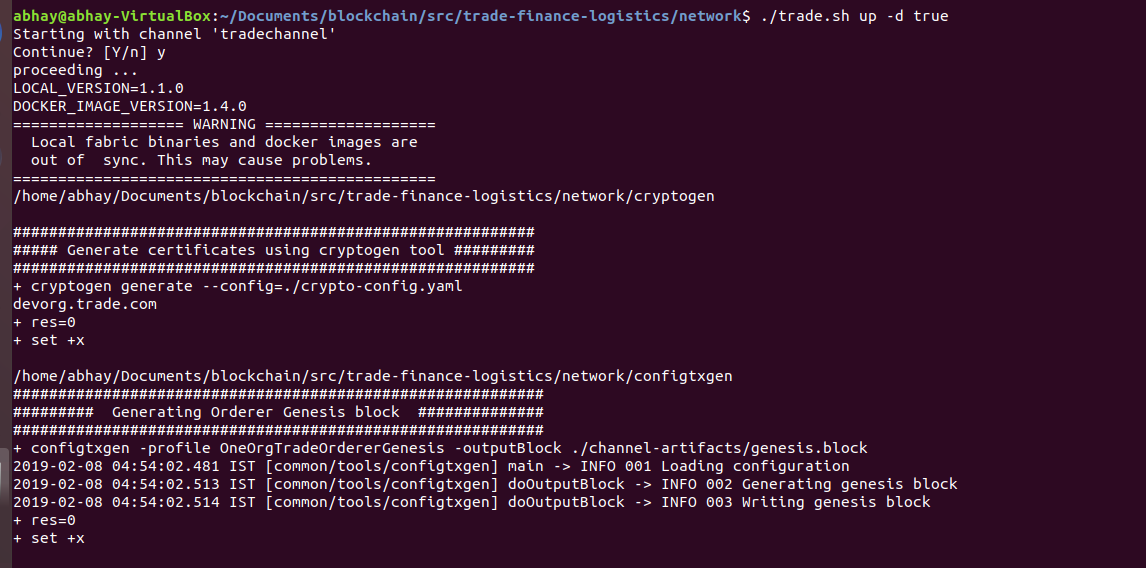 abhay@abhay-VirtualBox:~/Documents/blockchain/src/trade-finance-logistics/network$ ./trade.sh up -d true
Starting with channel 'tradechannel'
Continue? [Y/n] y
proceeding ...
LOCAL_VERSION=1.1.0
DOCKER_IMAGE_VERSION=1.4.0
=================== WARNING ===================
  Local fabric binaries and docker images are
  out of  sync. This may cause problems.
===============================================
/home/abhay/Documents/blockchain/src/trade-finance-logistics/network/cryptogen

##########################################################
##### Generate certificates using cryptogen tool #########
##########################################################
+ cryptogen generate --config=./crypto-config.yaml
devorg.trade.com
+ res=0
+ set +x

/home/abhay/Documents/blockchain/src/trade-finance-logistics/network/configtxgen
###########################################################
#########  Generating Orderer Genesis block  ##############
###########################################################
+ configtxgen -profile OneOrgTradeOrdererGenesis -outputBlock ./channel-artifacts/genesis.block
2019-02-08 04:54:02.481 IST [common/tools/configtxgen] main -> INFO 001 Loading configuration
2019-02-08 04:54:02.513 IST [common/tools/configtxgen] doOutputBlock -> INFO 002 Generating genesis block
2019-02-08 04:54:02.514 IST [common/tools/configtxgen] doOutputBlock -> INFO 003 Writing genesis block
+ res=0
+ set +x